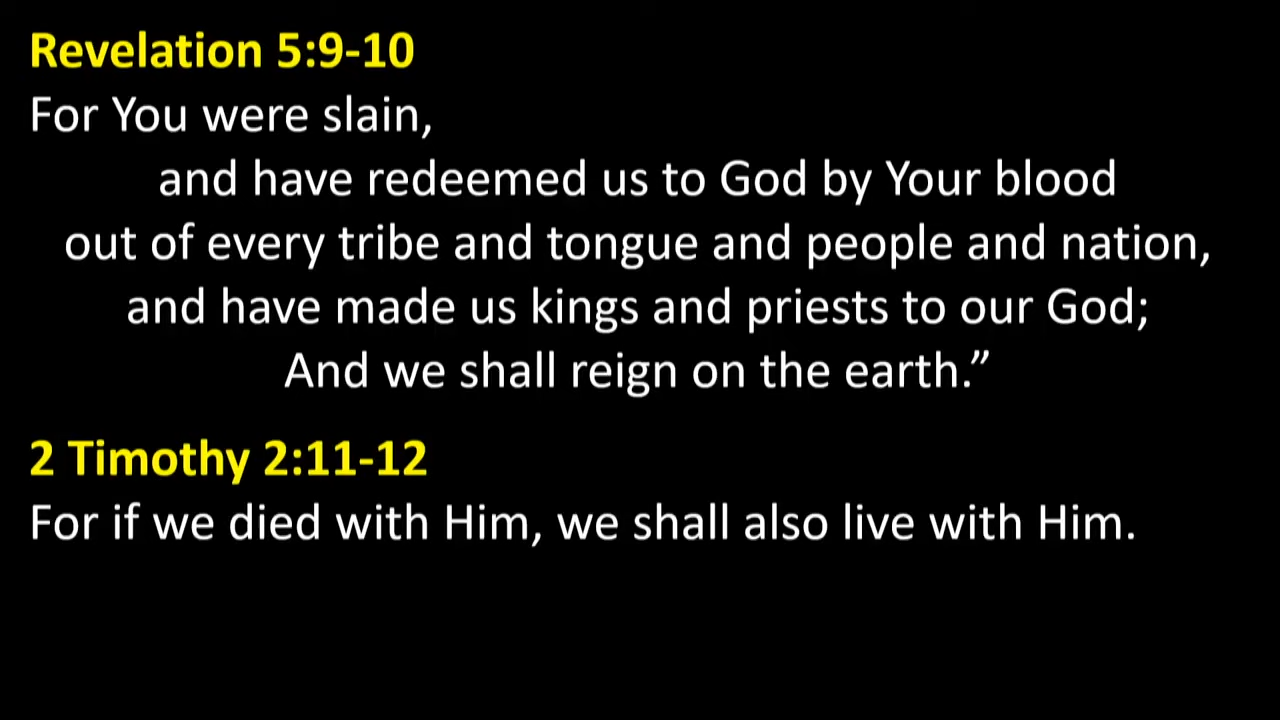 Revelation 5:9-10
For You were slain,
and have redeemed us to God by Your blood
out of every tribe and tongue and people and nation,
and have made us kings and priests to our God;
And we shall reign on the earth.”
2 Timothy 2:11-12
For if we died with Him, we shall also live with Him.